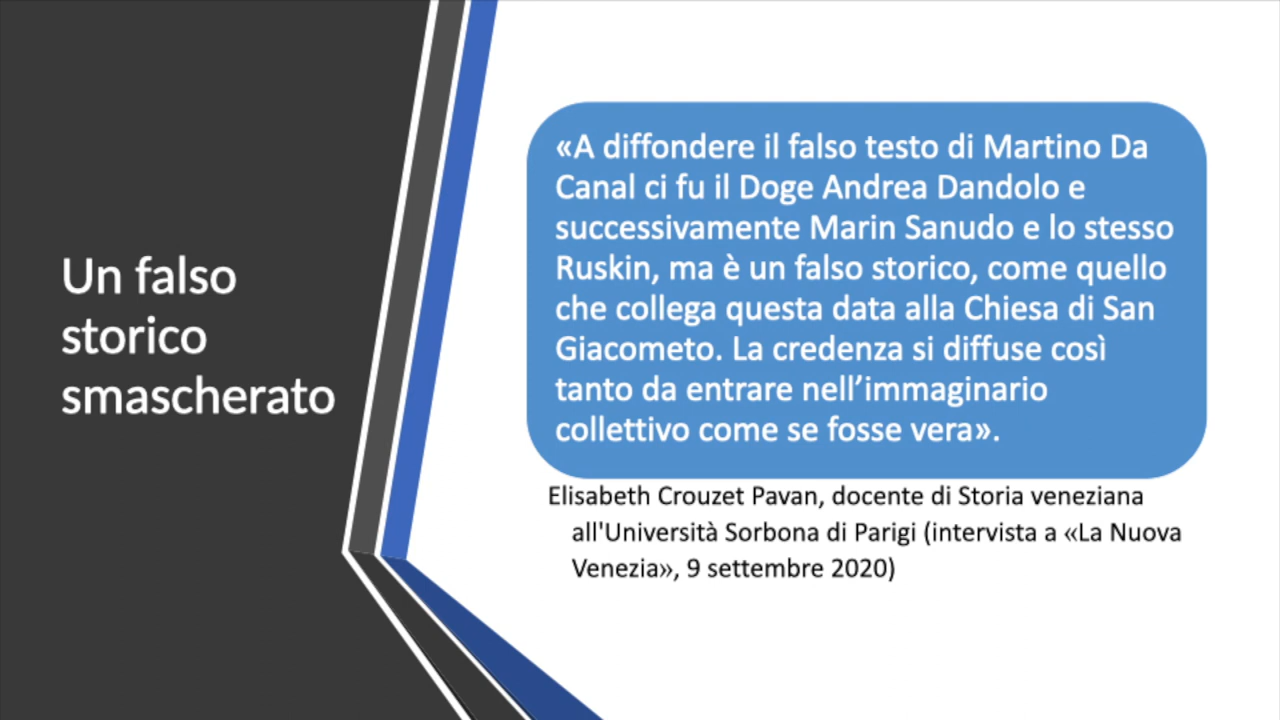 Un falso
storico
smascherato
«A diffondere il falso testo di Martino Da
Canal ci fu il Doge Andrea Dandolo e
successivamente Marin Sanudo e lo stesso
Ruskin, ma è un falso storico, come quello
che collega questa data alla Chiesa di San
Giacometo. La credenza si diffuse così
tanto da entrare nell’immaginario
collettivo come se fosse vera».
Elisabeth Crouzet Pavan, docente di Storia veneziana
all'Università Sorbona di Parigi (intervista a «La Nuova
Venezia», 9 settembre 2020)